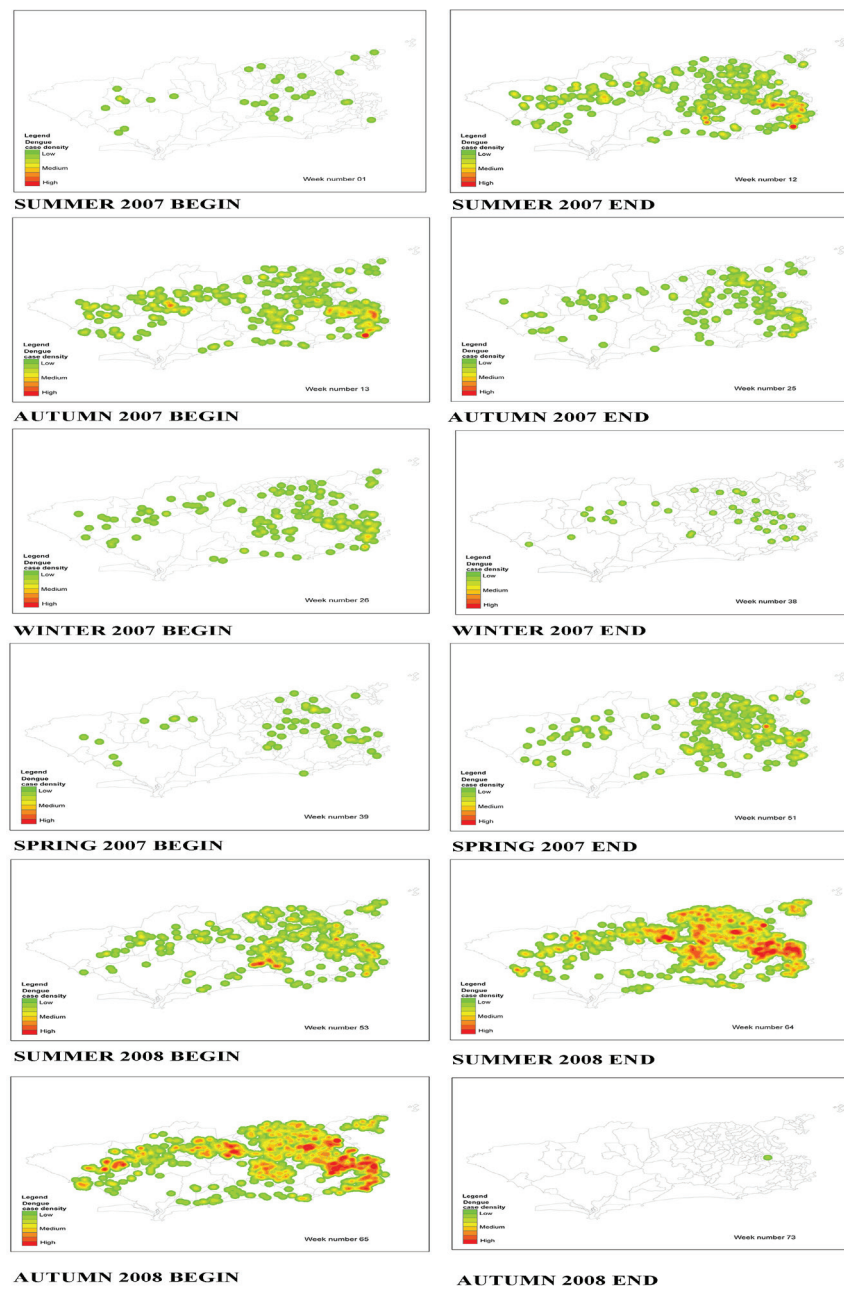 Legend
Dengue
case density
Low
Medium
High
Week number 01
SUMMER 2007 BEGIN
Legend
Dengue
case density
Low
Medium
High
Week number 12
SUMMER 2007 END
Legend
Dengue
case density
Low
Medium
High
Week number 13
AUTUMN 2007 BEGIN
Legend
Dengue
case density
Low
Medium
High
Week number 25
AUTUMN 2007 END
Legend
Dengue
case density
Low
Medium
High
Week number 26
WINTER 2007 BEGIN
Legend
Dengue
case density
Low
Medium
High
Week number 38
WINTER 2007 END
Legend
Dengue
case density
Low
Medium
High
Week number 39
SPRING 2007 BEGIN
Legend
Dengue
case density
Low
Medium
High
Week number 51
SPRING 2007 END
Legend
Dengue
case density
Low
Medium
High
Week number 53
SUMMER 2008 BEGIN
Legend
Dengue
case density
Low
Medium
High
Week number 64
SUMMER 2008 END
Legend
Dengue
case density
Low
Medium
High
Week number 65
AUTUMN 2008 BEGIN
Legend
Dengue
case density
Low
Medium
High
Week number 73
AUTUMN 2008 END